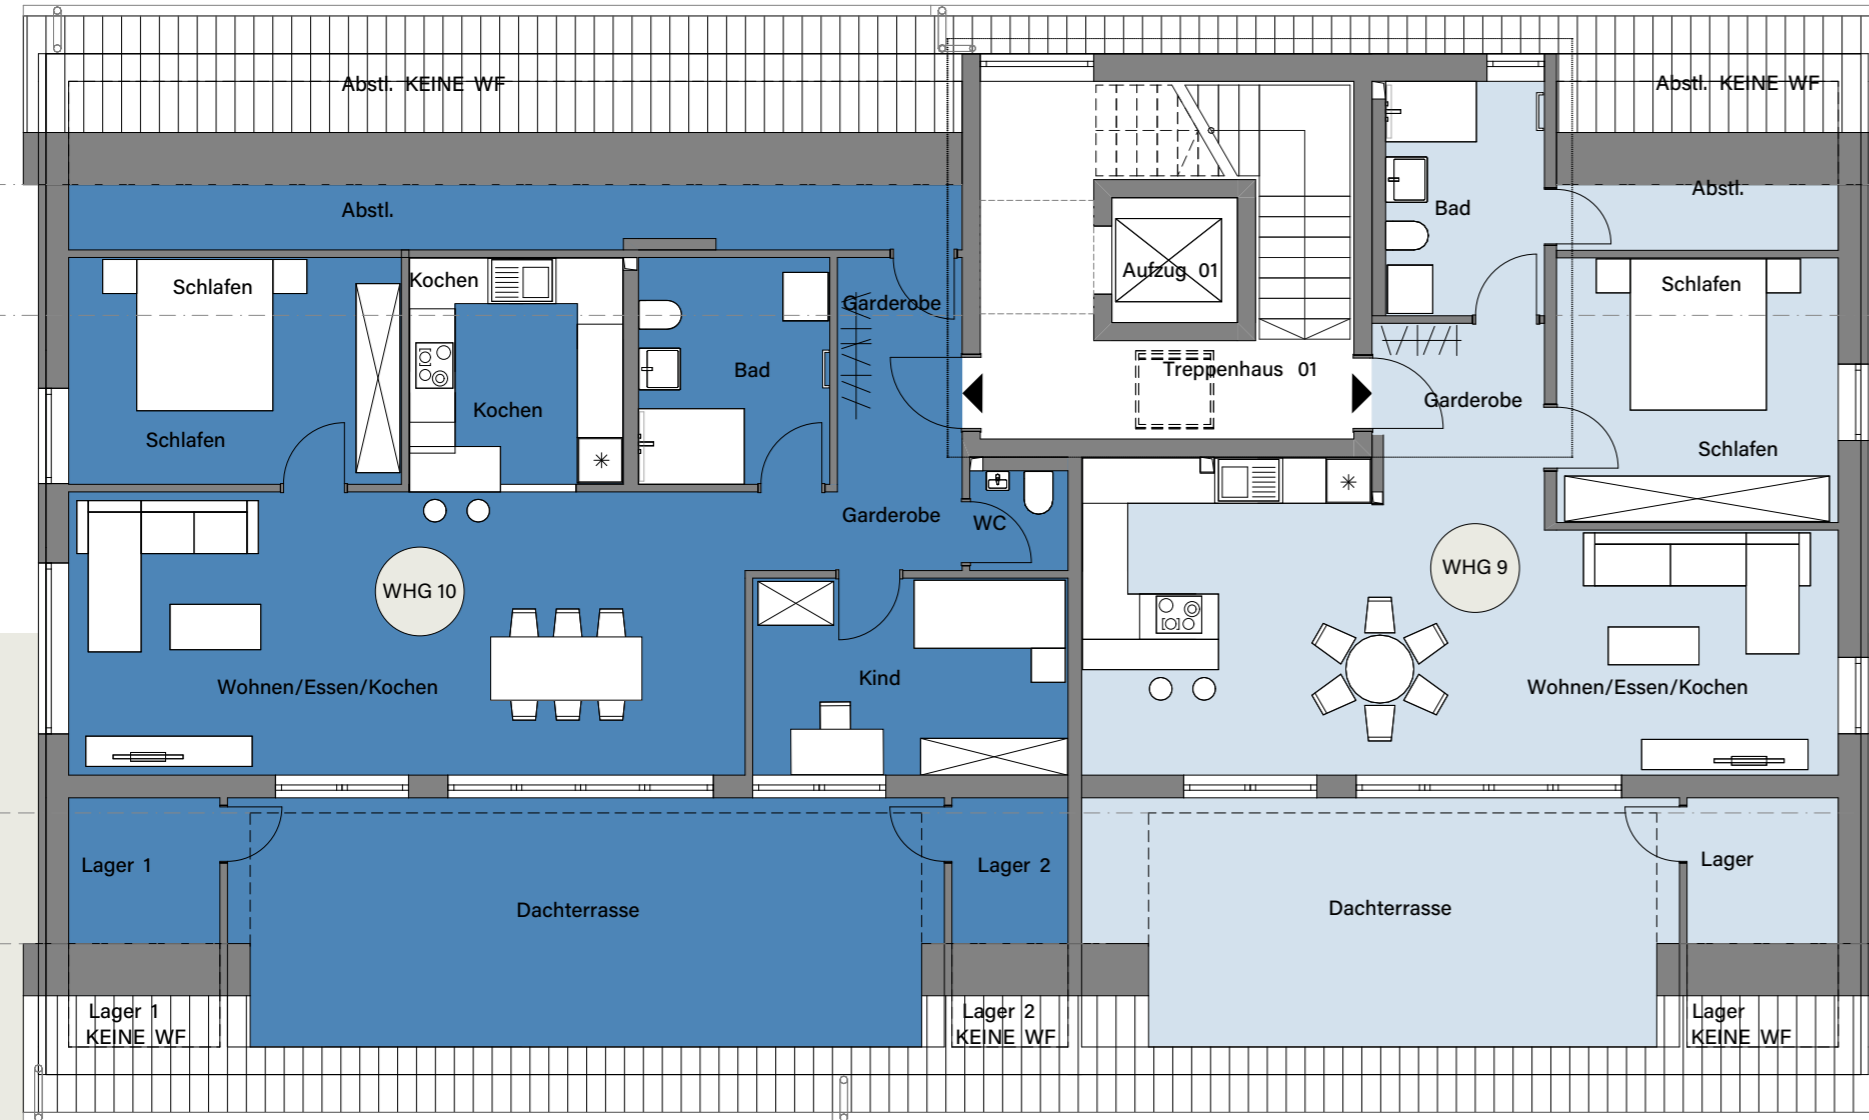 Abstl. KEINE WF
Abstl. KEINE WF
Abstl.
Abstl.
Bad
Schlafen
Kochen
Garderobe
Aufzug 01
Schlafen
Bad
Treppenhaus 01
Kochen
Garderobe
Schlafen
Schlafen
Garderobe
WC
WHG 10
WHG 9
Kind
Wohnen/Essen/Kochen
Wohnen/Essen/Kochen
Lager 1
Lager 2
Lager
Dachterrasse
Dachterrasse
Lager 1
KEINE WF
Lager 2
KEINE WF
Lager
KEINE WF